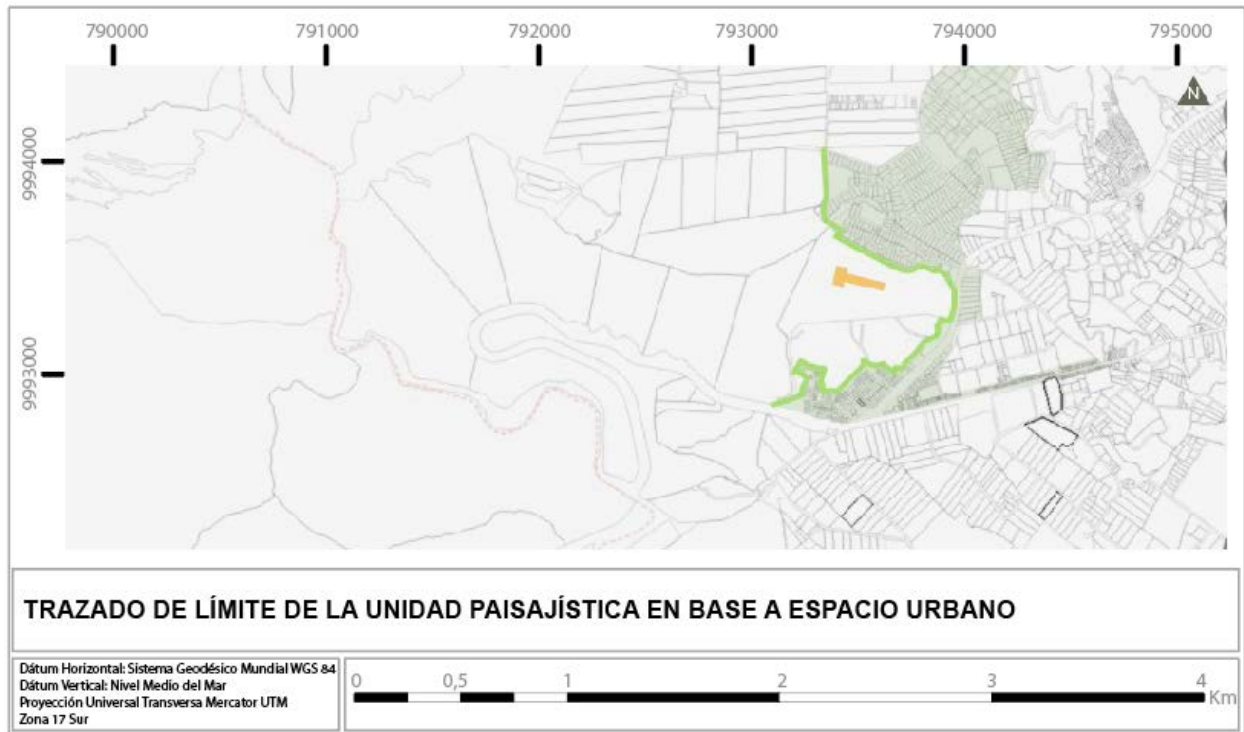 790000 791000 792000 793000 794000 795000
N
9994000
9993000
TRAZADO DE LÍMITE DE LA UNIDAD PAISAJÍSTICA EN BASE A ESPACIO URBANO
Dátum Horizontal: Sistema Geodésico Mundial WGS 84
Dátum Vertical: Nivel Medio del Mar
Proyección Universal Transversa Mercator UTM
Zona 17 Sur
0 0,5 1 2 3 4
Km